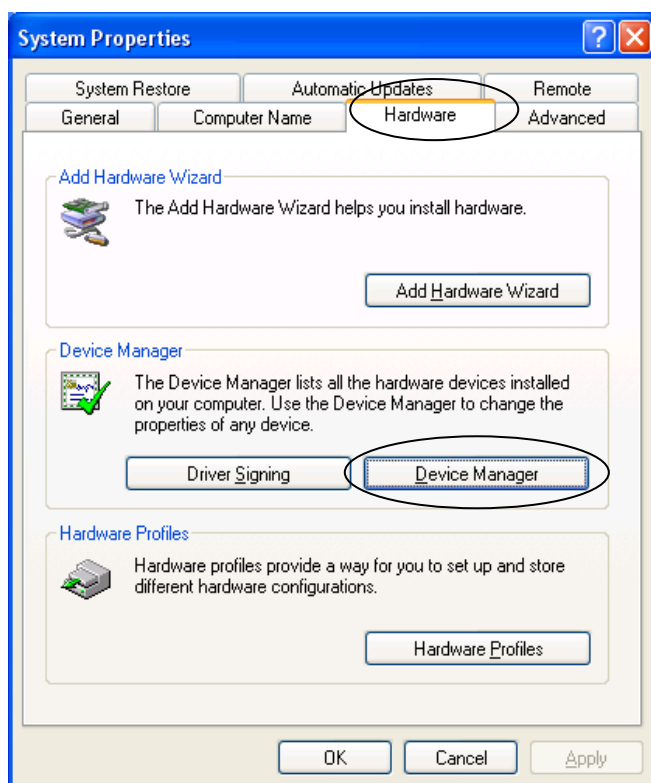 System Properties
System Restore Automatic Updates Remote
General Computer Name Hardware Advanced
Add Hardware Wizard
The Add Hardware Wizard helps you install hardware.
Add Hardware Wizard
Device Manager
The Device Manager lists all the hardware devices installed
on your computer. Use the Device Manager to change the
properties of any device.
Driver Signing Device Manager
Hardware Profiles
Hardware profiles provide a way for you to set up and store
different hardware configurations.
Hardware Profiles
OK Cancel Apply